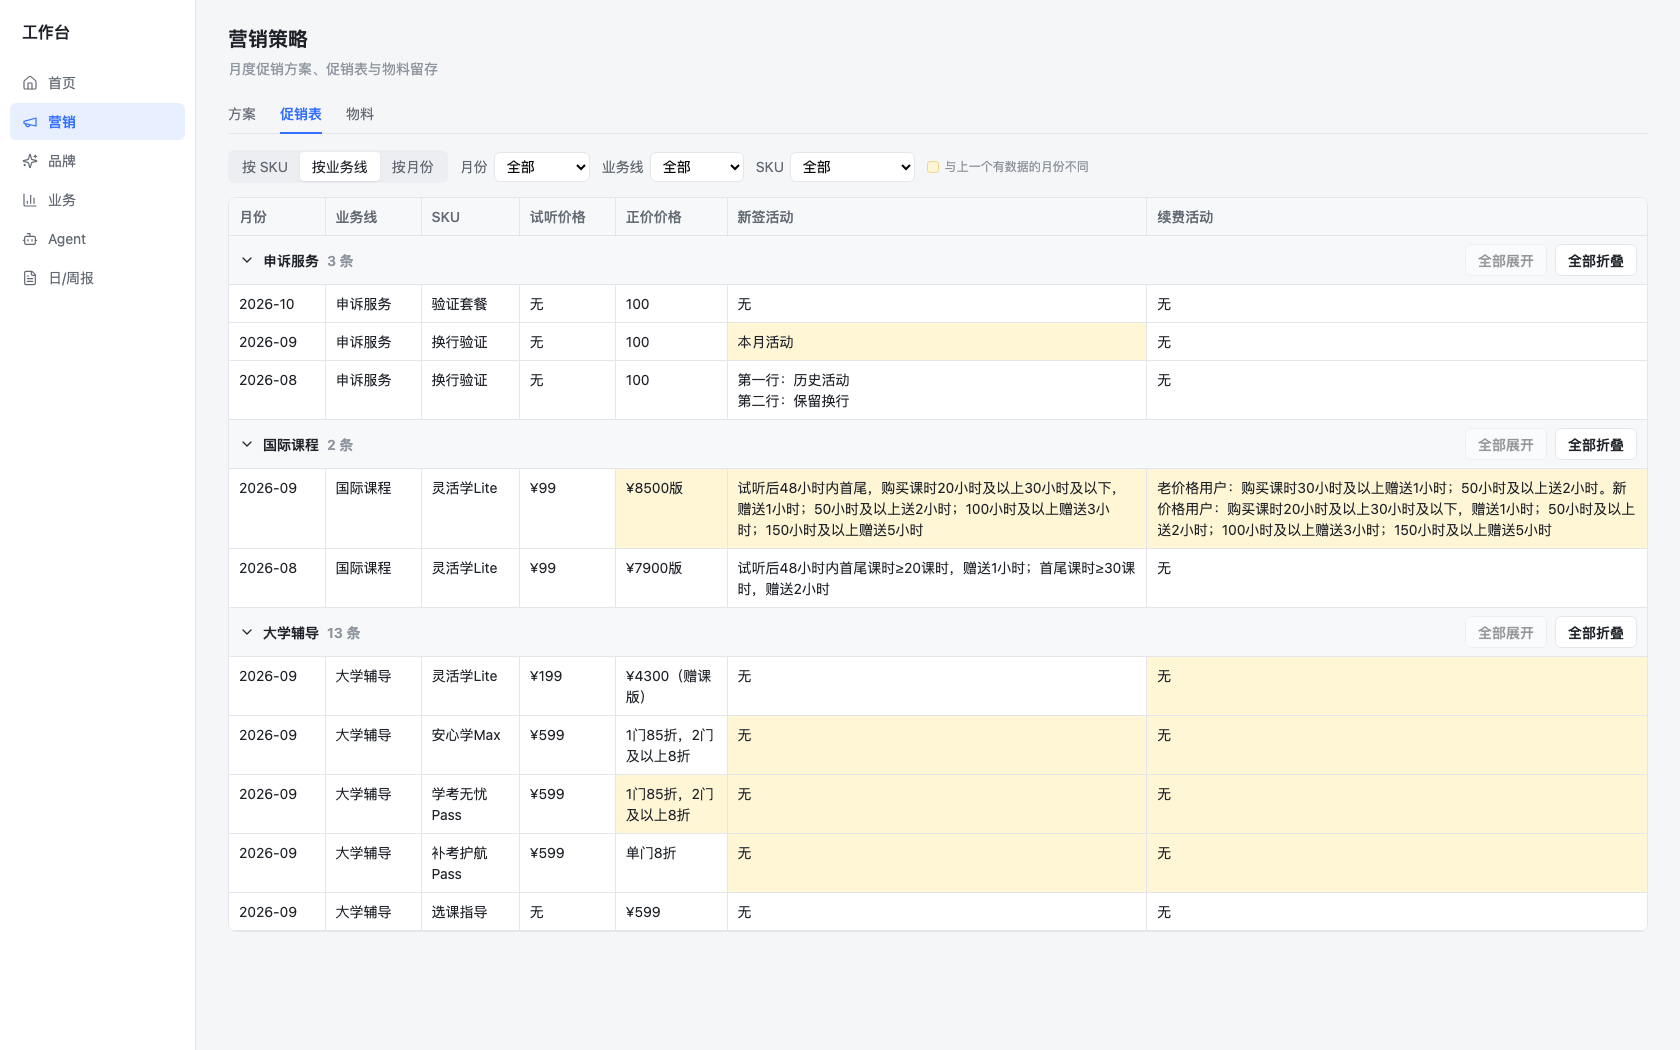 工作台
首页
营销
品牌
业务
Agent
日/周报
营销策略
月度促销方案、促销表与物料留存
方案 促销表 物料
按 SKU 按业务线 按月份 月份 全部 业务线 全部 SKU 全部 与上一个有数据的月份不同
月份 业务线 SKU 试听价格 正价价格 新签活动 续费活动
申诉服务 3 条 全部展开 全部折叠
2026-10 申诉服务 验证套餐 无 100 无 无
2026-09 申诉服务 换行验证 无 100 本月活动 无
2026-08 申诉服务 换行验证 无 100 第一行：历史活动 无
第二行：保留换行
国际课程 2 条 全部展开 全部折叠
2026-09 国际课程 灵活学Lite ¥99 ¥8500版 试听后48小时内首尾，购买课时20小时及以上30小时及以下， 老价格用户：购买课时30小时及以上赠送1小时；50小时及以上送2小时。新
赠送1小时；50小时及以上送2小时；100小时及以上赠送3小 价格用户：购买课时20小时及以上30小时及以下，赠送1小时；50小时及以上
时；150小时及以上赠送5小时 送2小时；100小时及以上赠送3小时；150小时及以上赠送5小时
2026-08 国际课程 灵活学Lite ¥99 ¥7900版 试听后48小时内首尾课时≥20课时，赠送1小时；首尾课时≥30课 无
时，赠送2小时
大学辅导 13 条 全部展开 全部折叠
2026-09 大学辅导 灵活学Lite ¥199 ¥4300（赠课 无 无
版）
2026-09 大学辅导 安心学Max ¥599 1门85折，2门 无 无
及以上8折
2026-09 大学辅导 学考无忧 ¥599 1门85折，2门 无 无
Pass 及以上8折
2026-09 大学辅导 补考护航 ¥599 单门8折 无 无
Pass
2026-09 大学辅导 选课指导 无 ¥599 无 无